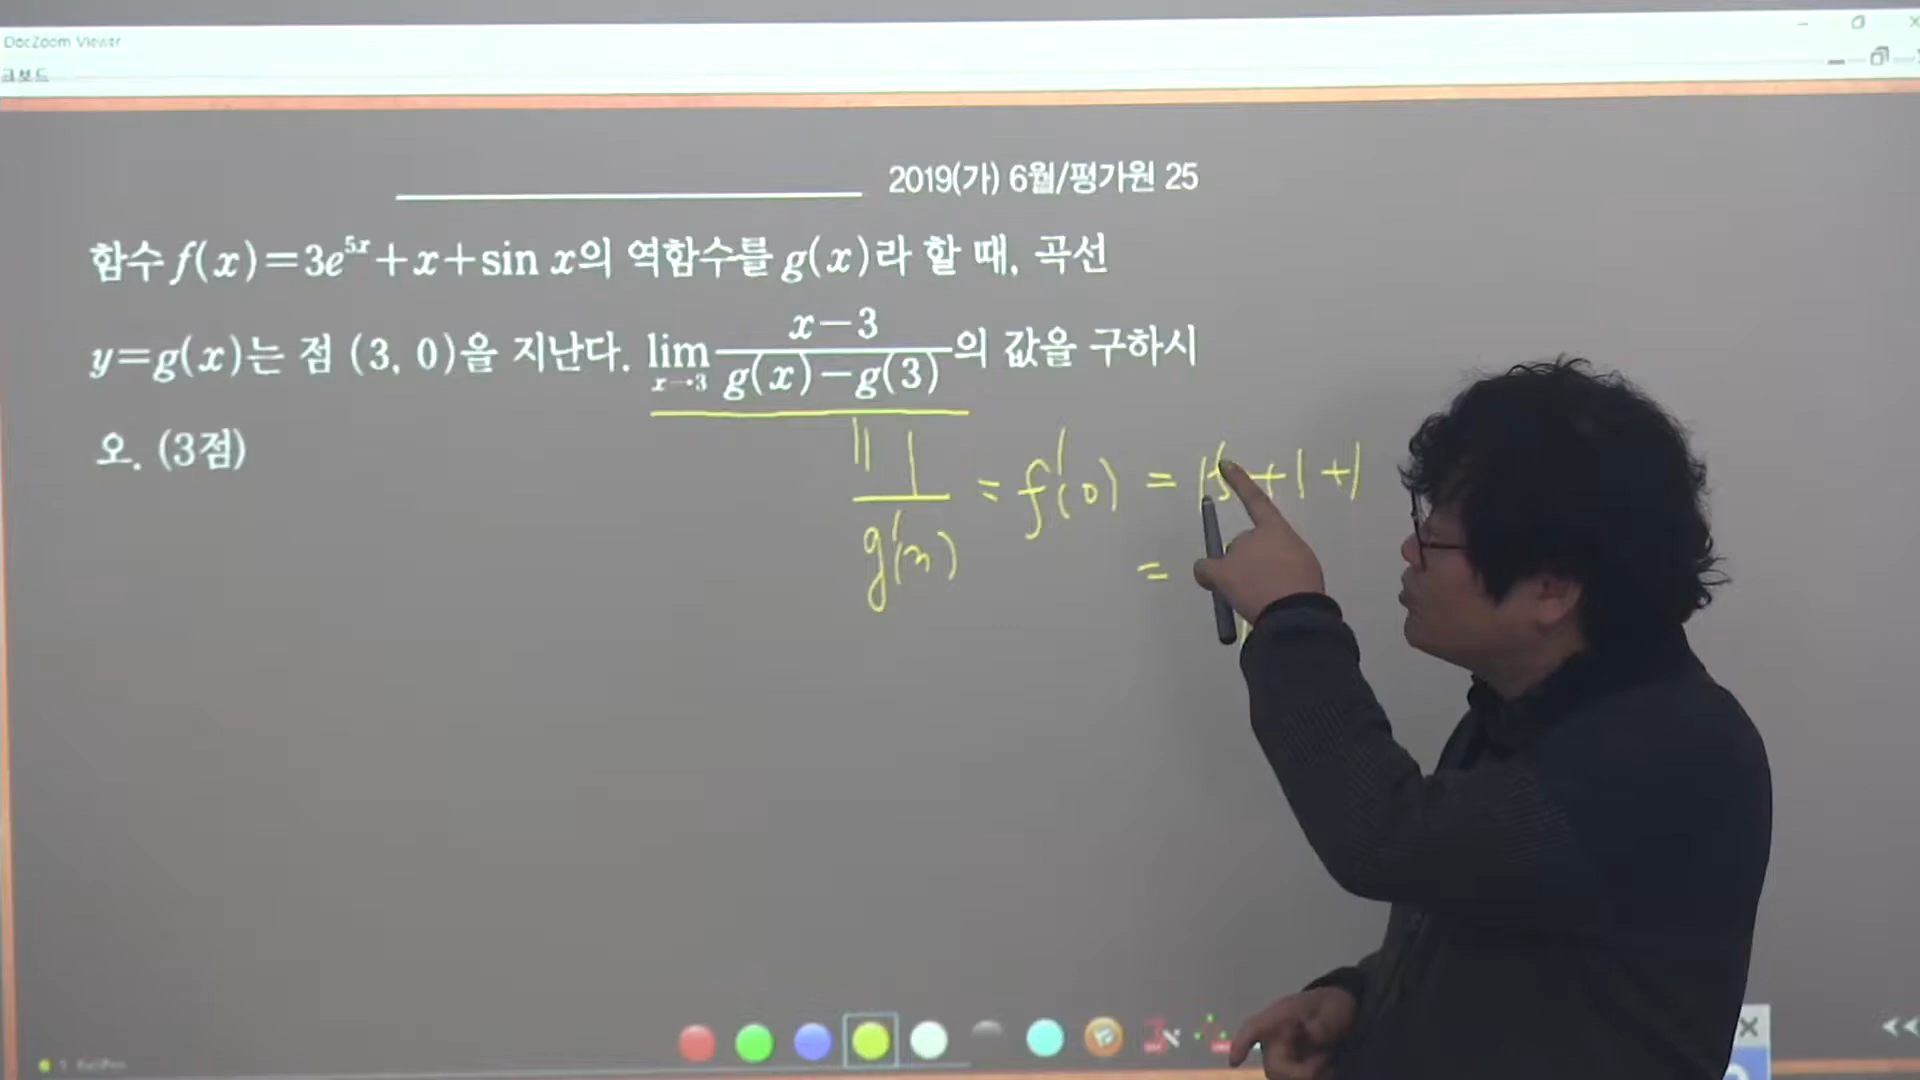 DocZoom Viewer
2019(가) 6월/평가원 25
함수 f(x)=3e^{5x}+x+sin x의 역함수를 g(x)라 할 때, 곡선
y=g(x)는 점 (3, 0)을 지난다. lim_{x→3} \frac{x-3}{g(x)-g(3)}의 값을 구하시
오. (3점)
\frac{1}{g'(3)} = f'(0) = 15+1+1
=